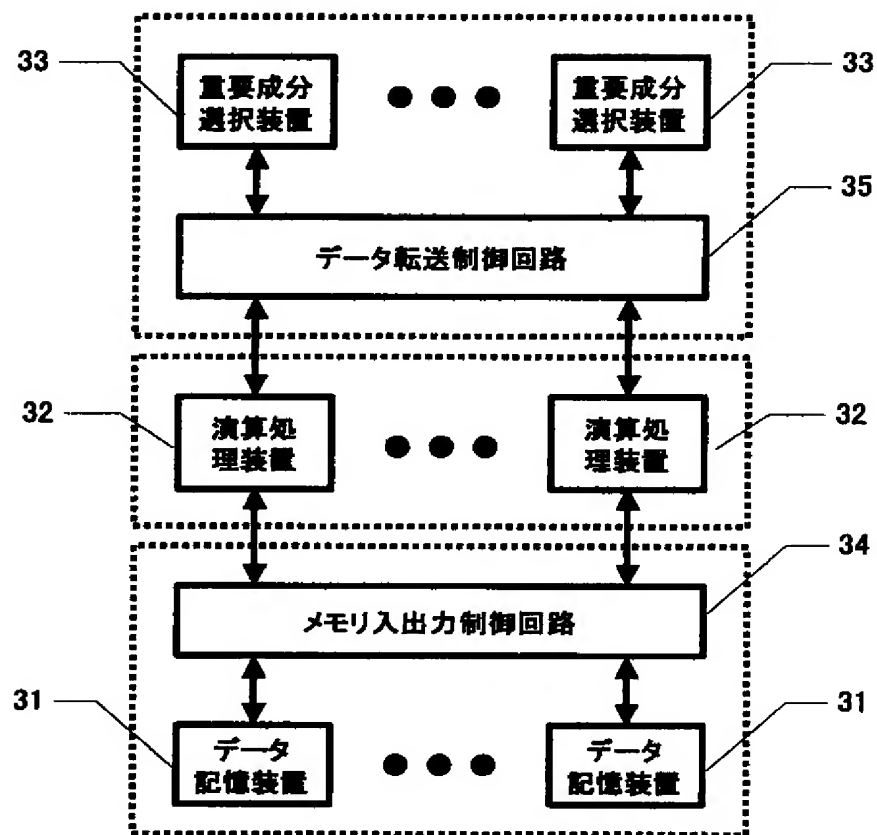 33
重要成分
選択装置
重要成分
選択装置
33
35
データ転送制御回路
32
演算処
理装置
演算処
理装置
32
34
メモリ入出力制御回路
31
データ
記憶装置
データ
記憶装置
31